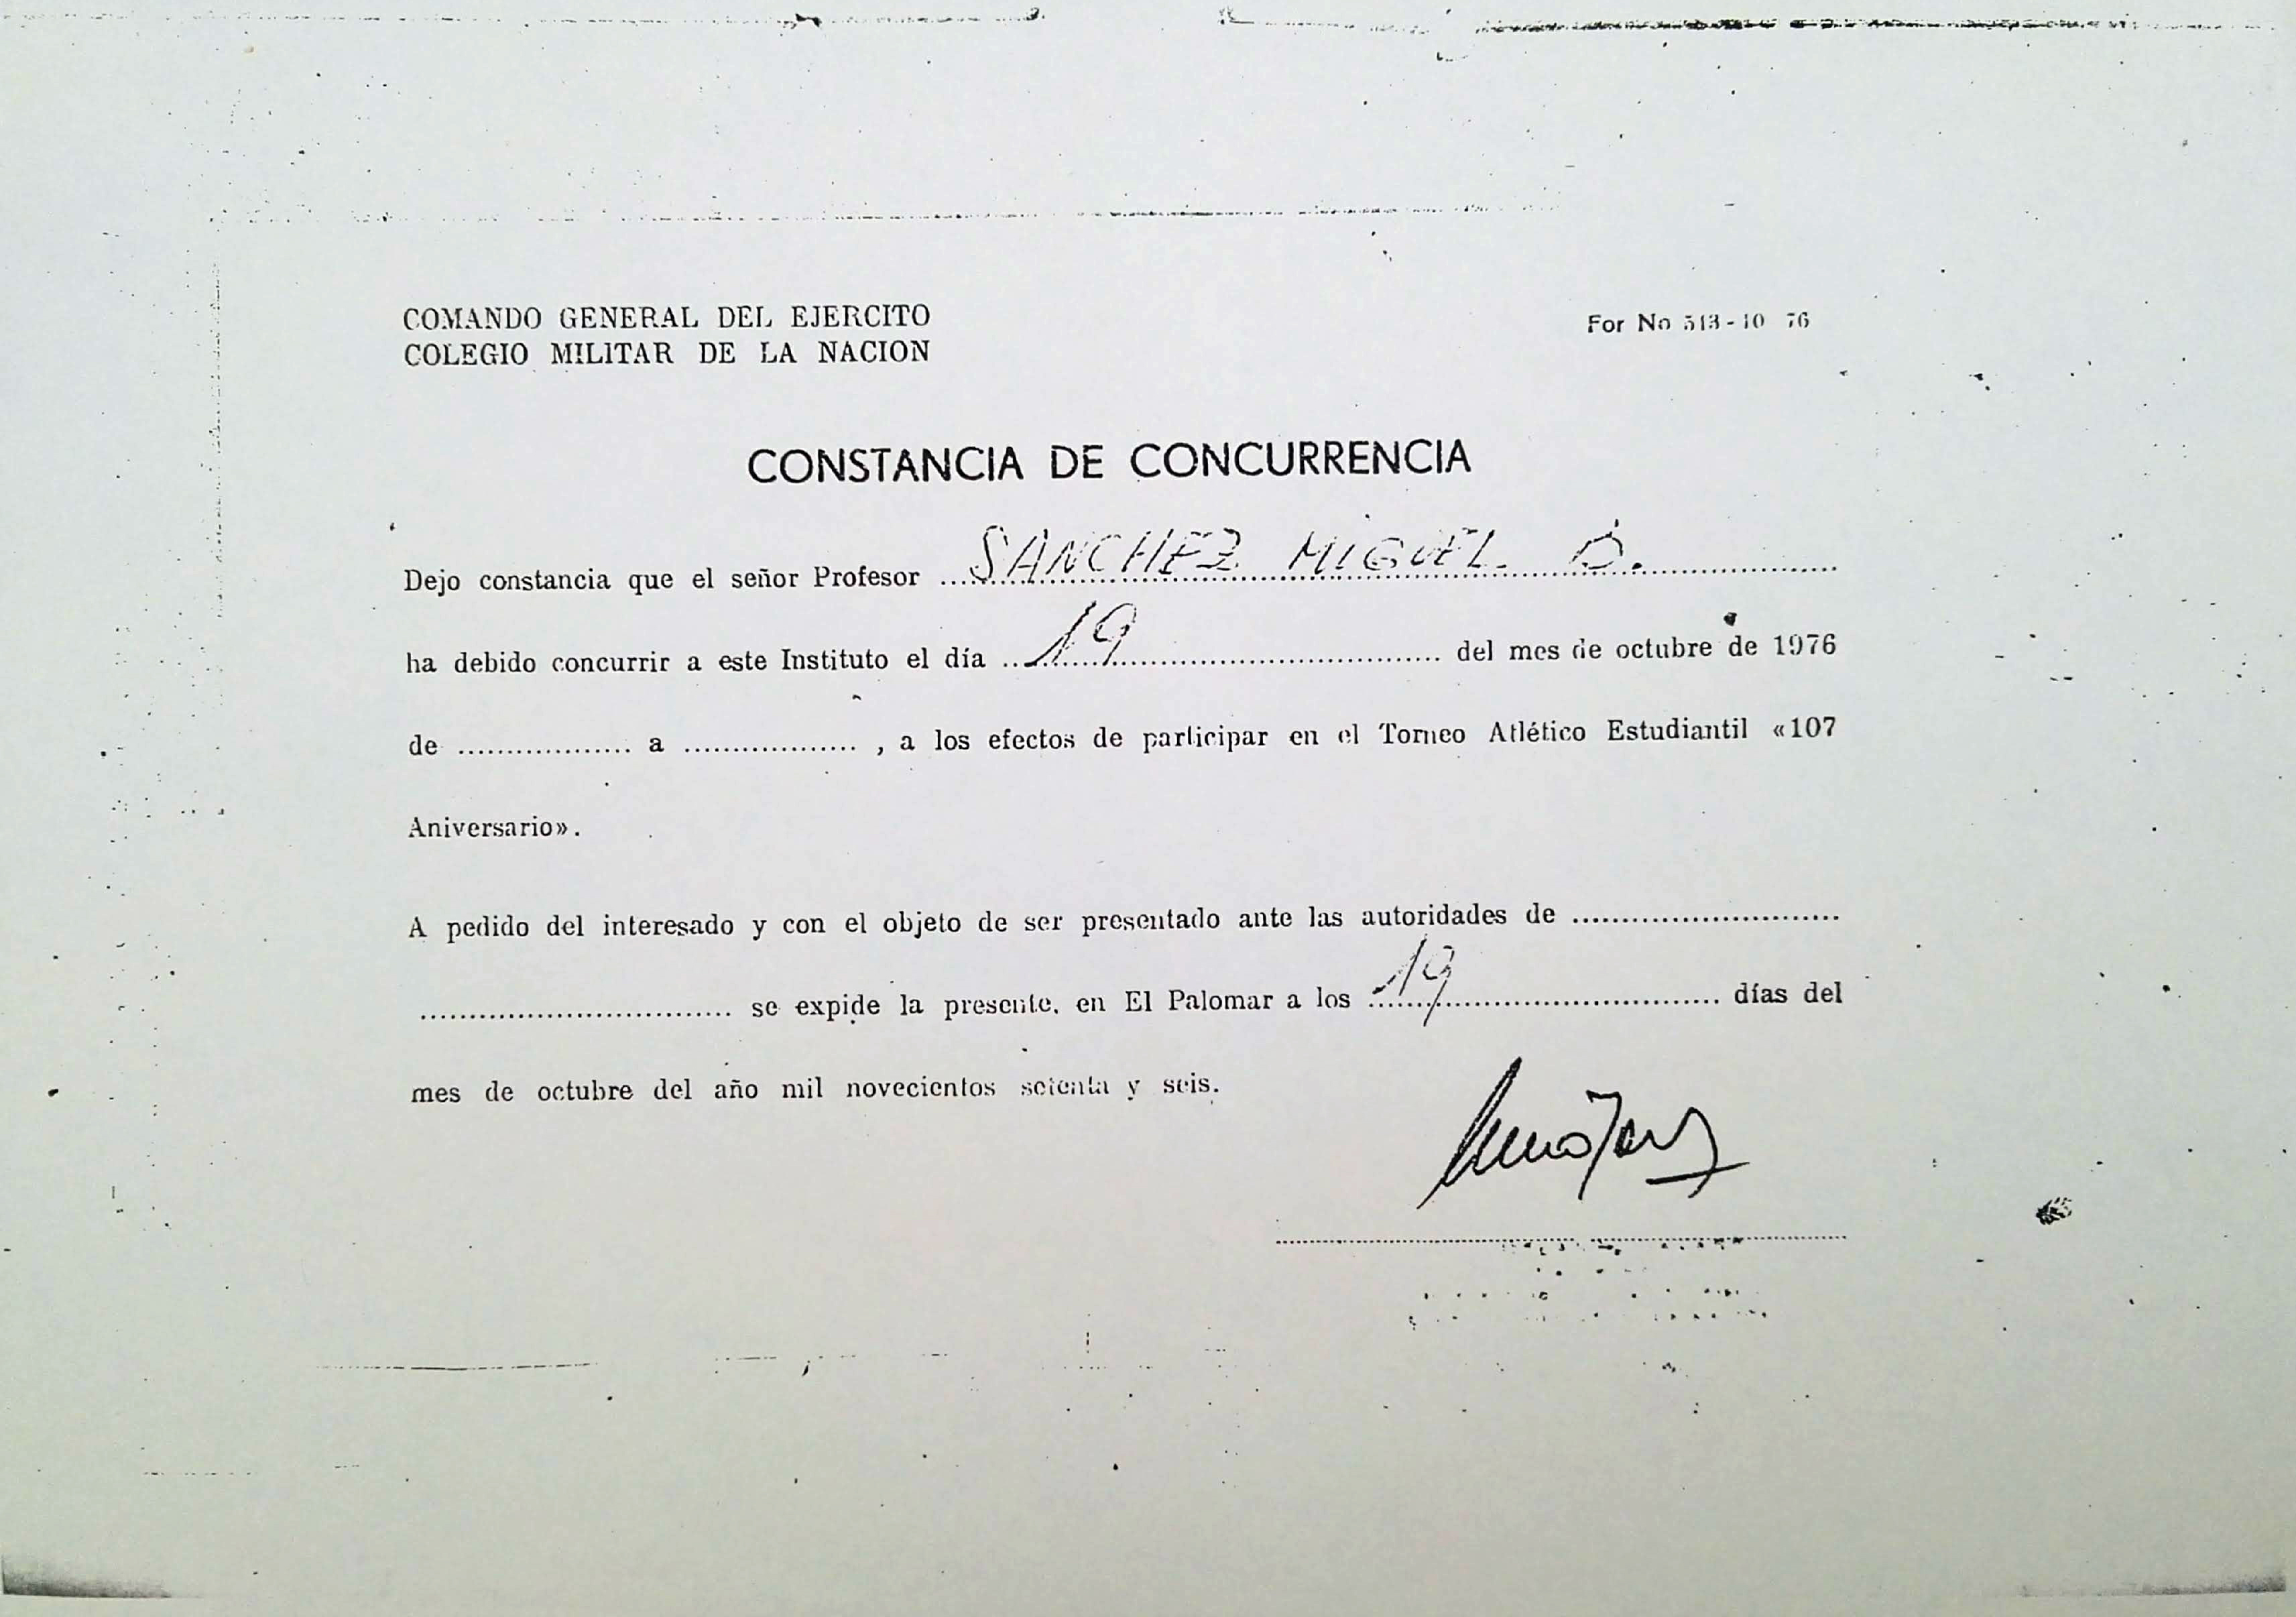 COMANDO GENERAL DEL EJERCITO
COLEGIO MILITAR DE LA NACION
For No 513-10 76
CONSTANCIA DE CONCURRENCIA
Dejo constancia que el señor Profesor SANCHEZ MIGUEL
ha debido concurrir a este Instituto el día 19 del mes de octubre de 1976
de .................. a .................. , a los efectos de participar en el Torneo Atlético Estudiantil «107
Aniversario».
A pedido del interesado y con el objeto de ser presentado ante las autoridades de ...........................
................................ se expide la presente, en El Palomar a los 19 días del
mes de octubre del año mil novecientos setenta y seis.